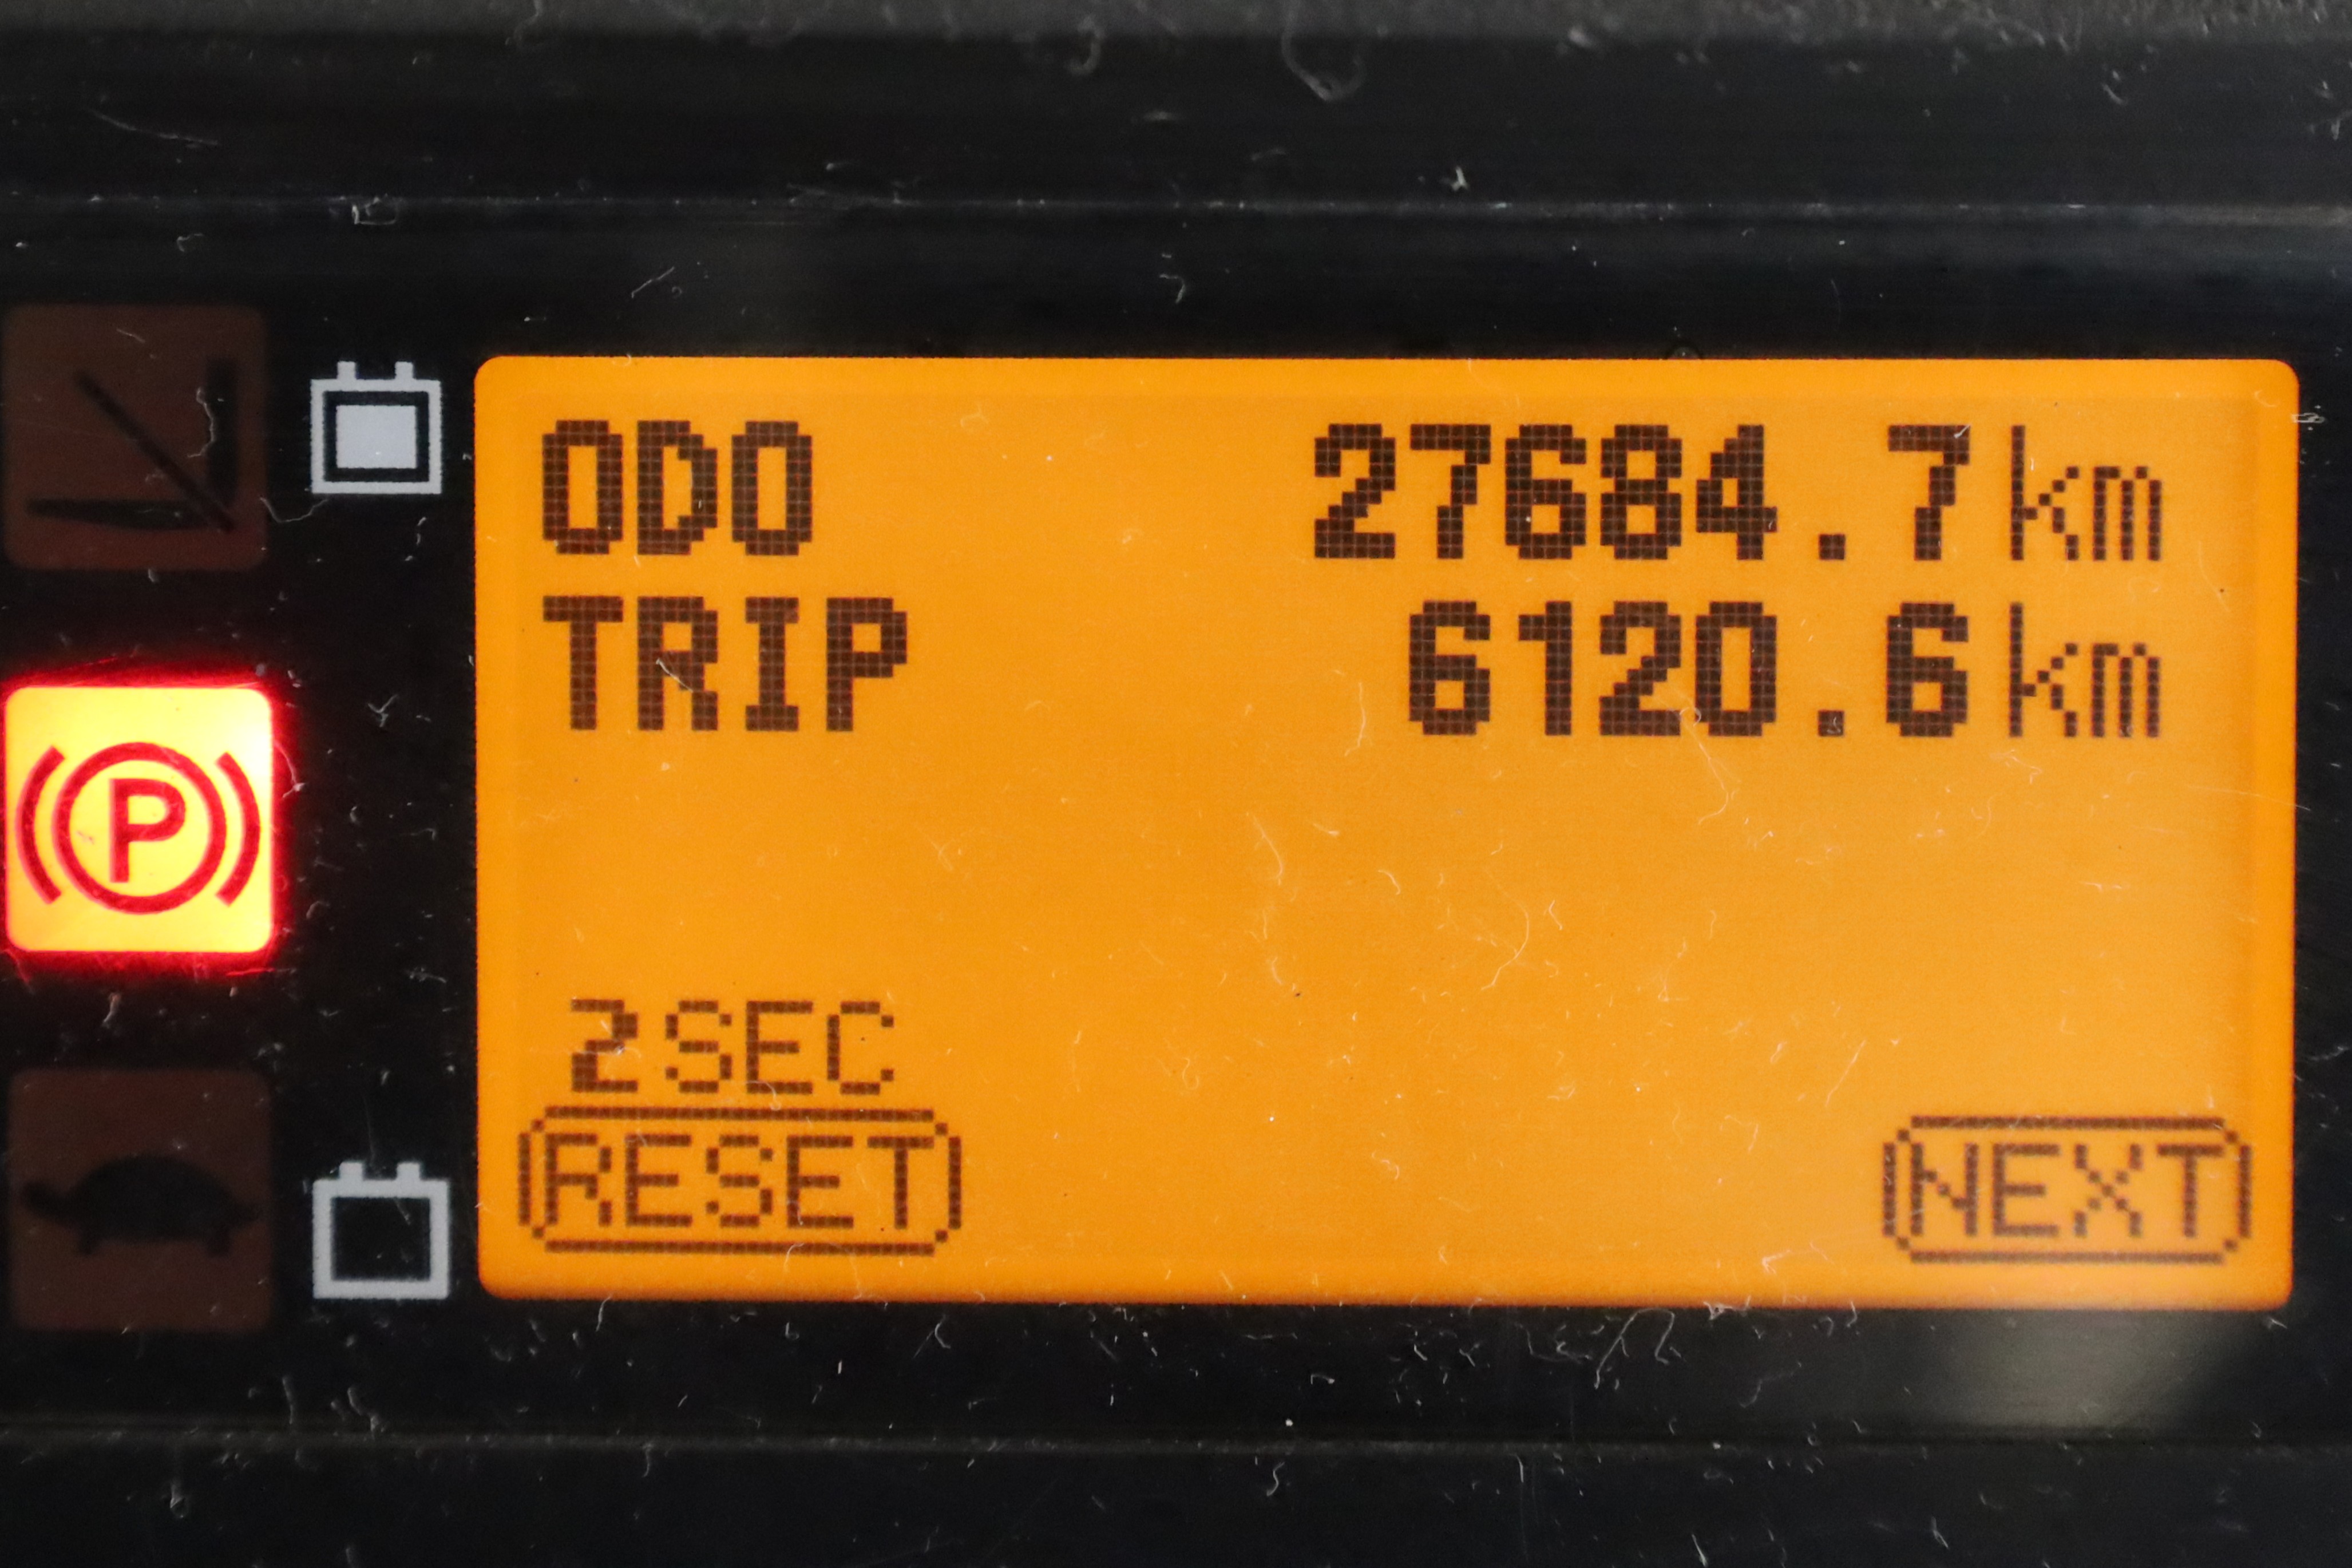 ODO 27684.7km
TRIP 6120.6km
P
2SEC
RESET NEXT